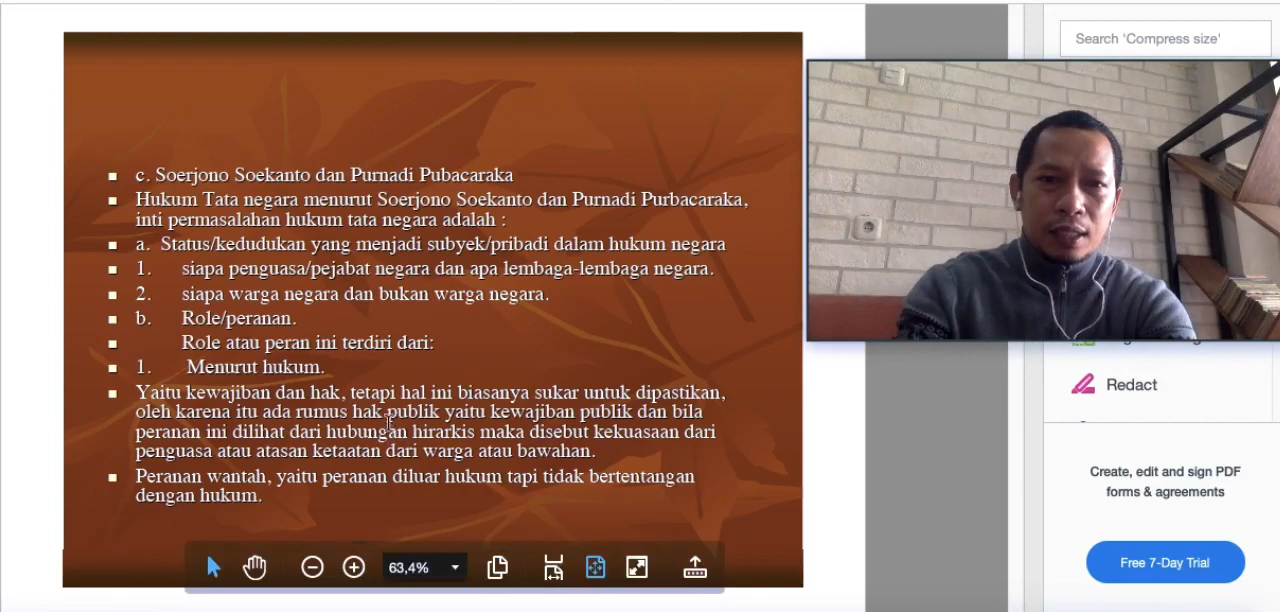 Search 'Compress size'
c. Soerjono Soekanto dan Purnadi Pubacaraka
Hukum Tata negara menurut Soerjono Soekanto dan Purnadi Purbacaraka,
inti permasalahan hukum tata negara adalah :
a. Status/kedudukan yang menjadi subyek/pribadi dalam hukum negara
1. siapa penguasa/pejabat negara dan apa lembaga-lembaga negara.
2. siapa warga negara dan bukan warga negara.
b. Role/peranan.
Role atau peran ini terdiri dari:
1. Menurut hukum.
Yaitu kewajiban dan hak, tetapi hal ini biasanya sukar untuk dipastikan,
oleh karena itu ada rumus hak publik yaitu kewajiban publik dan bila
peranan ini dilihat dari hubungan hirarkis maka disebut kekuasaan dari
penguasa atau atasan ketaatan dari warga atau bawahan.
Peranan wantah, yaitu peranan diluar hukum tapi tidak bertentangan
dengan hukum.
63,4%
Redact
Create, edit and sign PDF
forms & agreements
Free 7-Day Trial